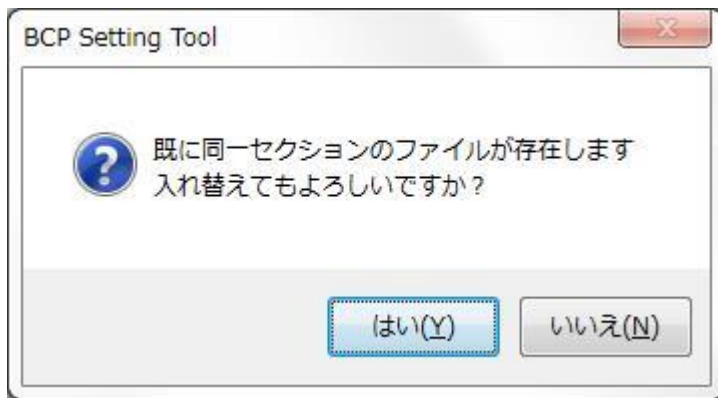 BCP Setting Tool
既に同一セクションのファイルが存在します
入れ替えてもよろしいですか？
はい(Y)
いいえ(N)